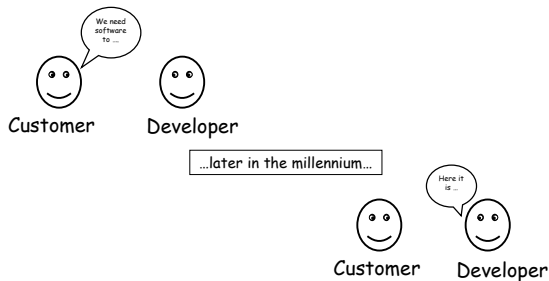 We need
software
to ...
Customer
Developer
...later in the millennium...
Here it
is ...
Customer
Developer